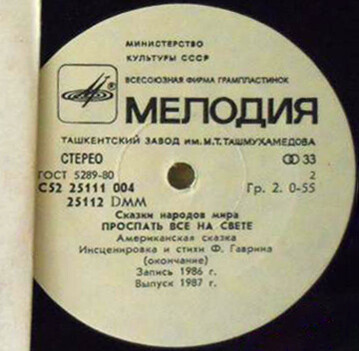 МИНИСТЕРСТВО
КУЛЬТУРЫ СССР
ВСЕСОЮЗНАЯ ФИРМА ГРАМПЛАСТИНОК
МЕЛОДИЯ
ТАШКЕНТСКИЙ ЗАВОД ИМ. М.Т. ТАШМУХАМЕДОВА
СТЕРЕО 33
ГОСТ 5289-80 2
С52 25111 004 Гр. 2. 0-55
25112 DMM
Сказки народов мира
ПРОСПАТЬ ВСЕ НА СВЕТЕ
Американская сказка
Инсценировка и стихи Ф. Гаврина
(окончание)
Запись 1986 г.
Выпуск 1987 г.